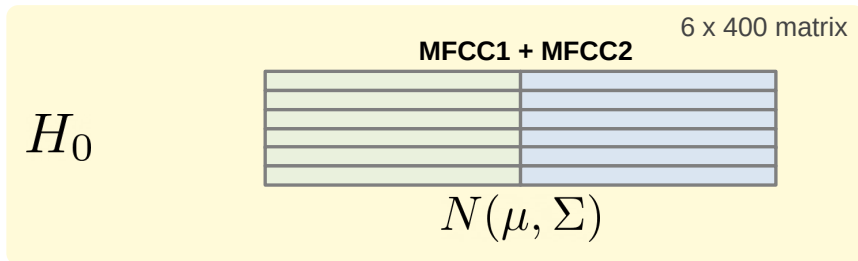 6 x 400 matrix
MFCC1 + MFCC2
H₀
N(μ, Σ)